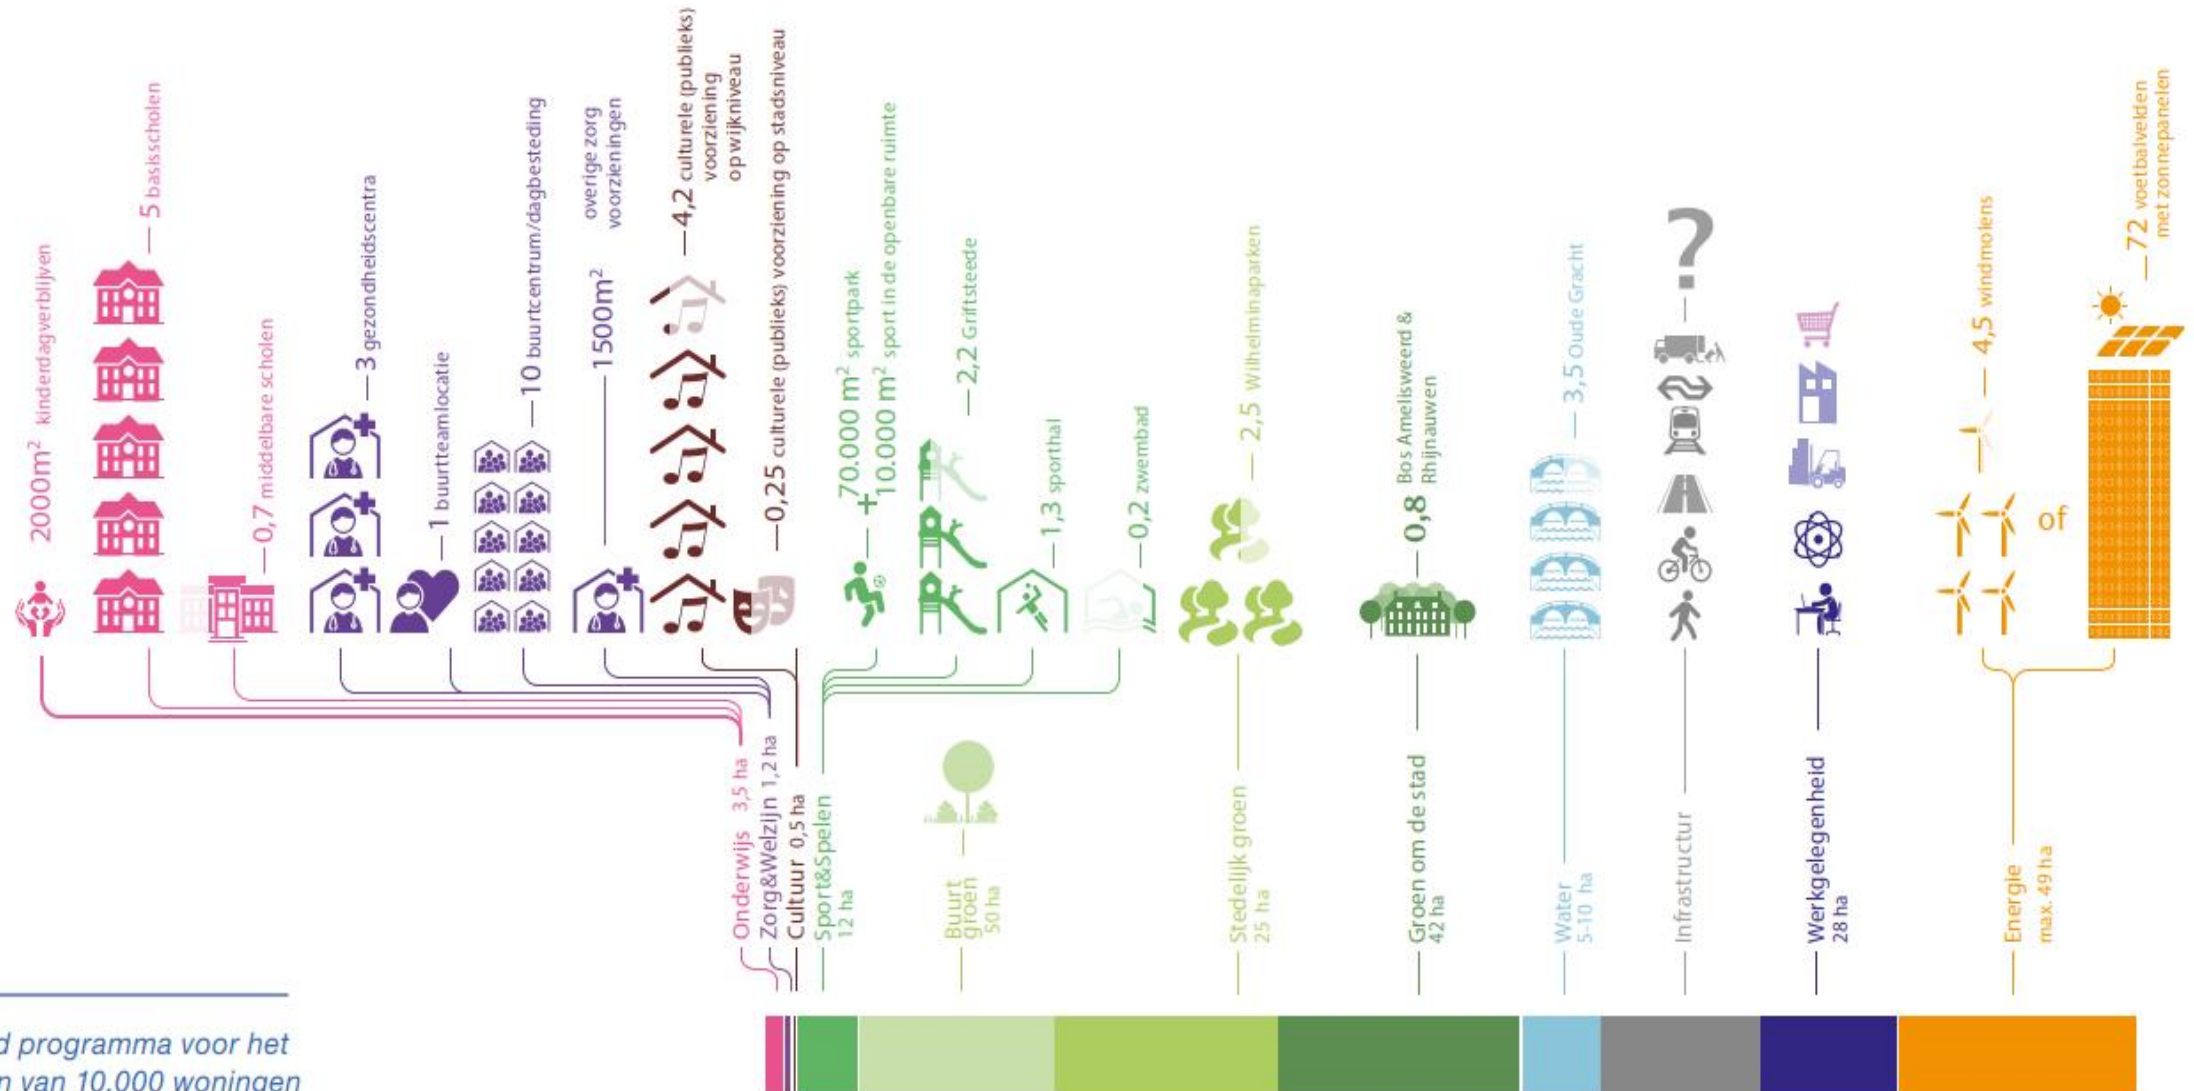 2000m² kinderdagverblijven
5 basisscholen
0,7 middelbare scholen
3 gezondheidscentra
1 buurtteamlocatie
10 buurtcentrum/dagbesteding
1500m² overige zorg
voorzieningen
4,2 culturele (publieks)
voorziening
op wijkniveau
0,25 culturele (publieks) voorziening op stadsniveau
70.000 m² sportpark
+
10.000 m² sport in de openbare ruimte
2,2 Griftsteede
1,3 sporthal
0,2 zwembad
2,5 Wilhelminaparken
0,8 Bos Amelisweerd &
Rhijnauwen
3,5 Oude Gracht
?
4,5 windmolens
of
72 voetbalvelden
met zonnepanelen
Onderwijs 3,5 ha
Zorg&Welzijn 1,2 ha
Cultuur 0,5 ha
Sport&Spelen
12 ha
Buurt
groen
50 ha
Stedelijk groen
25 ha
Groen om de stad
42 ha
Water
5-10 ha
Infrastructur
Werkgelegenheid
28 ha
Energie
max. 49 ha
d programma voor het
n van 10.000 woningen